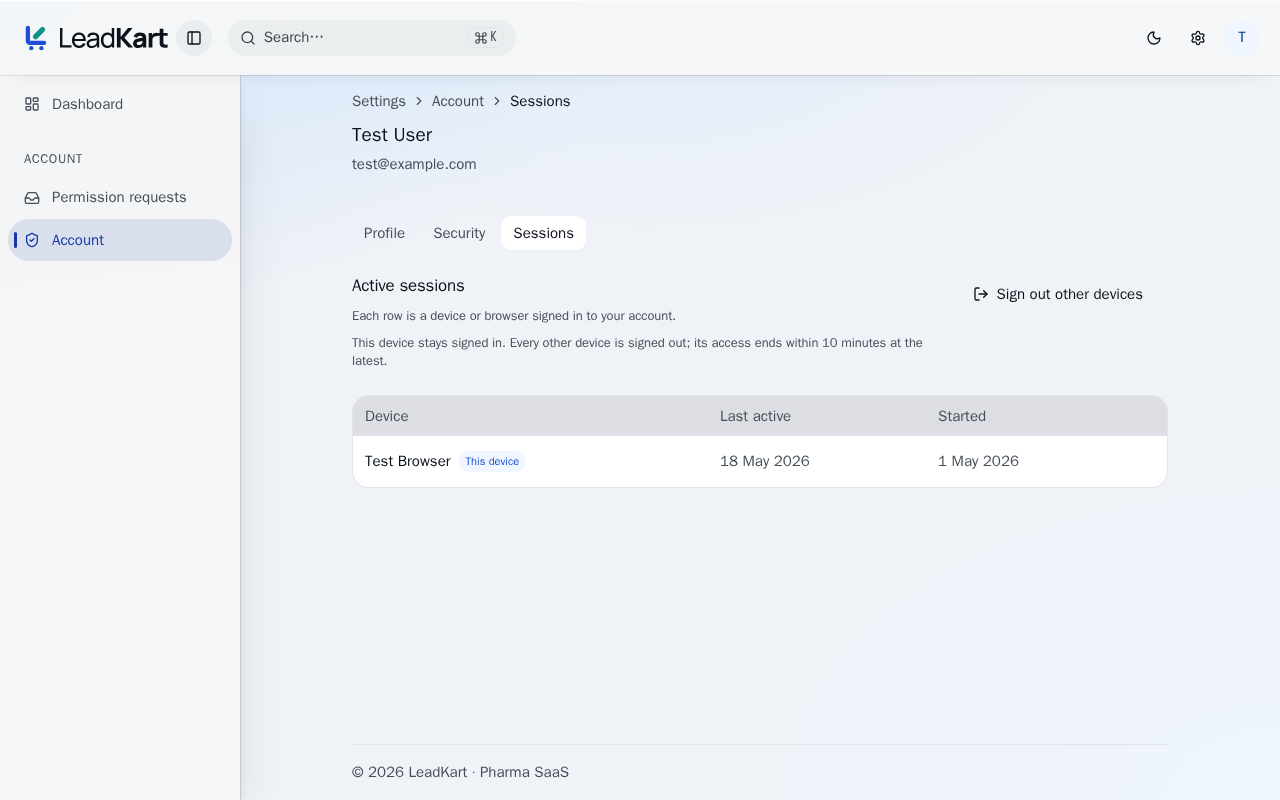 LeadKart
Search···
⌘K
T
Dashboard
ACCOUNT
Permission requests
Account
Settings > Account > Sessions
Test User
test@example.com
Profile Security Sessions
Active sessions
Sign out other devices
Each row is a device or browser signed in to your account.
This device stays signed in. Every other device is signed out; its access ends within 10 minutes at the
latest.
Device Last active Started
Test Browser This device 18 May 2026 1 May 2026
© 2026 LeadKart · Pharma SaaS